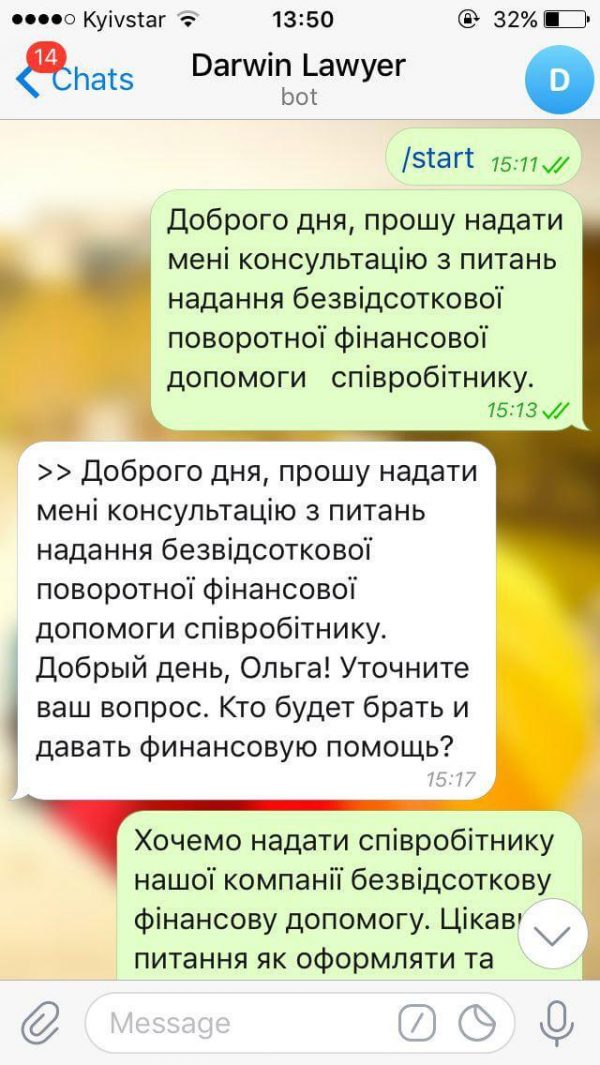 Kyivstar 13:50 32%
14
Chats
Darwin Lawyer
bot
D
/start 15:11
Доброго дня, прошу надати
мені консультацію з питань
надання безвідсоткової
поворотної фінансової
допомоги співробітнику.
15:13
>> Доброго дня, прошу надати
мені консультацію з питань
надання безвідсоткової
поворотної фінансової
допомоги співробітнику.
Добрый день, Ольга! Уточните
ваш вопрос. Кто будет брать и
давать финансовую помощь?
15:17
Хочемо надати співробітнику
нашої компанії безвідсоткову
фінансову допомогу.
питання як оформляти та
Message